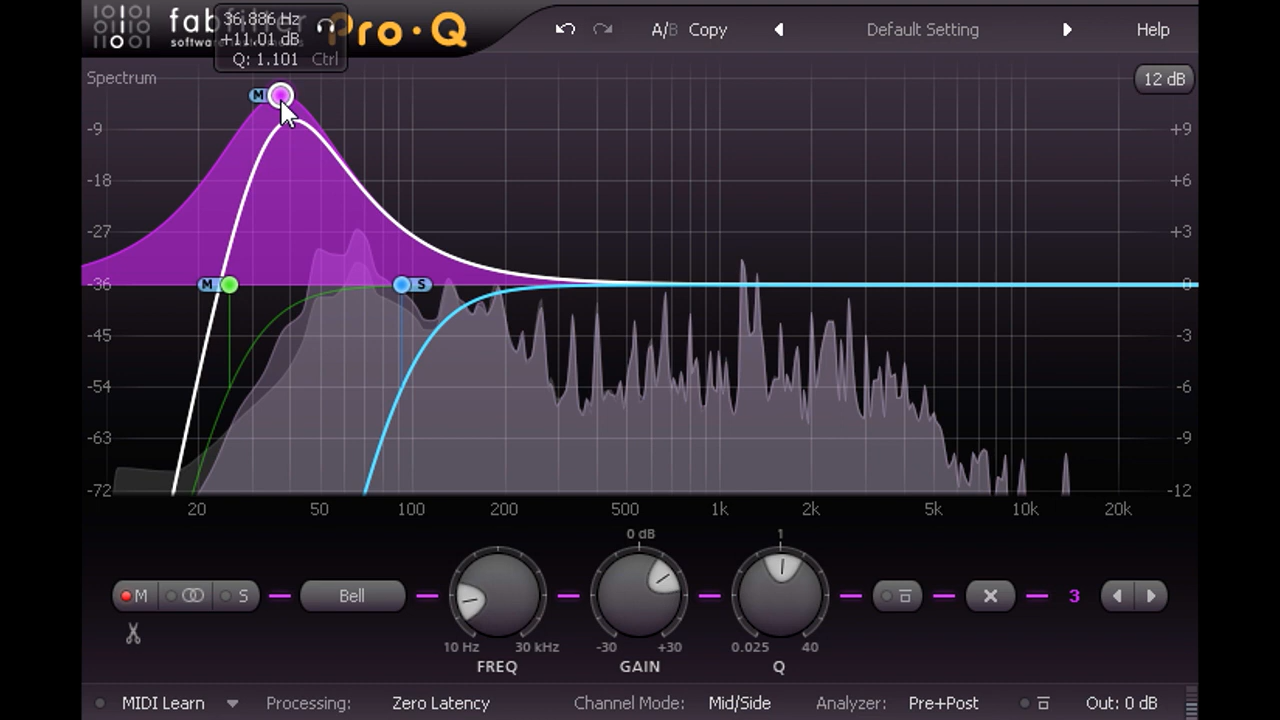 fabfilter Pro·Q
software
36.886 Hz
+11.01 dB
Q: 1.101 Ctrl
A/B Copy Default Setting Help
Spectrum 12 dB
-9 +9
-18 +6
-27 +3
-36 0
-45 -3
-54 -6
-63 -9
-72 -12
M
M S
20 50 100 200 500 1k 2k 5k 10k 20k
0 dB 1
M S Bell 3
10 Hz 30 kHz -30 +30 0.025 40
FREQ GAIN Q
MIDI Learn Processing: Zero Latency Channel Mode: Mid/Side Analyzer: Pre+Post Out: 0 dB